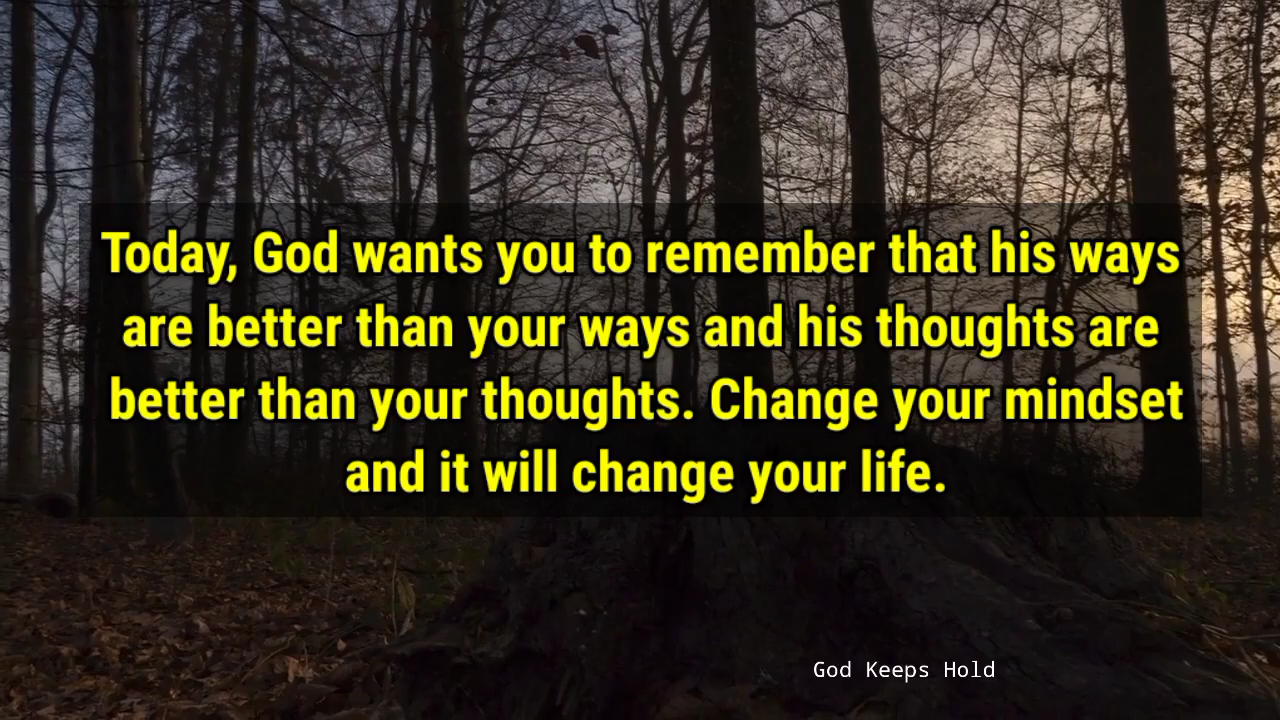 Today, God wants you to remember that his ways
are better than your ways and his thoughts are
better than your thoughts. Change your mindset
and it will change your life.
God Keeps Hold